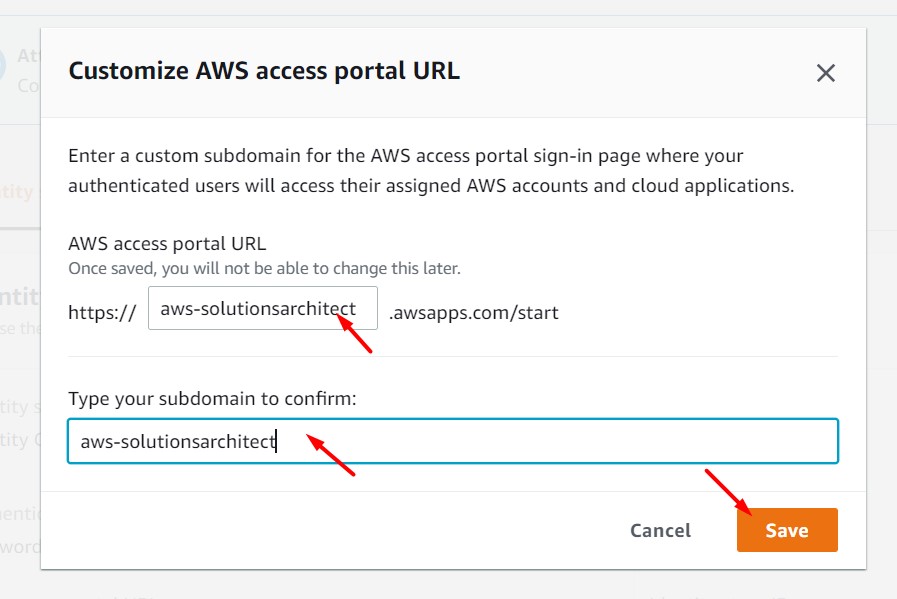 Customize AWS access portal URL
Enter a custom subdomain for the AWS access portal sign-in page where your
authenticated users will access their assigned AWS accounts and cloud applications.
AWS access portal URL
Once saved, you will not be able to change this later.
https:// aws-solutionsarchitect .awsapps.com/start
Type your subdomain to confirm:
aws-solutionsarchitect
Cancel Save